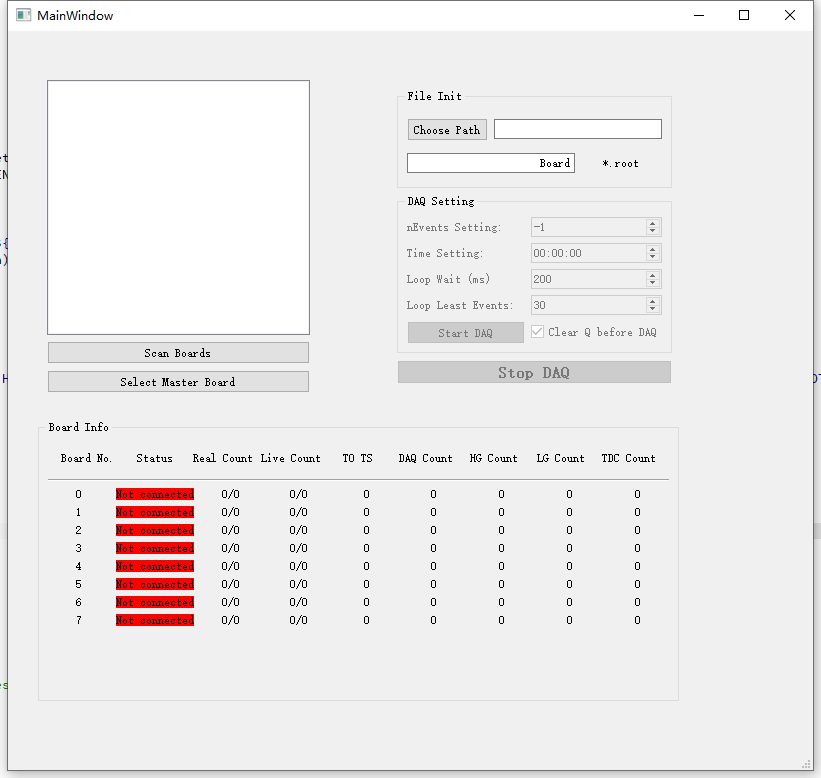 MainWindow
File Init
Choose Path
Board *.root
DAQ Setting
nEvents Setting: -1
Time Setting: 00:00:00
Loop Wait (ms) 200
Loop Least Events: 30
Start DAQ Clear Q before DAQ
Scan Boards
Select Master Board
Stop DAQ
Board Info
Board No. Status Real Count Live Count TO TS DAQ Count HG Count LG Count TDC Count
0 Not connected 0/0 0/0 0 0 0 0 0
1 Not connected 0/0 0/0 0 0 0 0 0
2 Not connected 0/0 0/0 0 0 0 0 0
3 Not connected 0/0 0/0 0 0 0 0 0
4 Not connected 0/0 0/0 0 0 0 0 0
5 Not connected 0/0 0/0 0 0 0 0 0
6 Not connected 0/0 0/0 0 0 0 0 0
7 Not connected 0/0 0/0 0 0 0 0 0